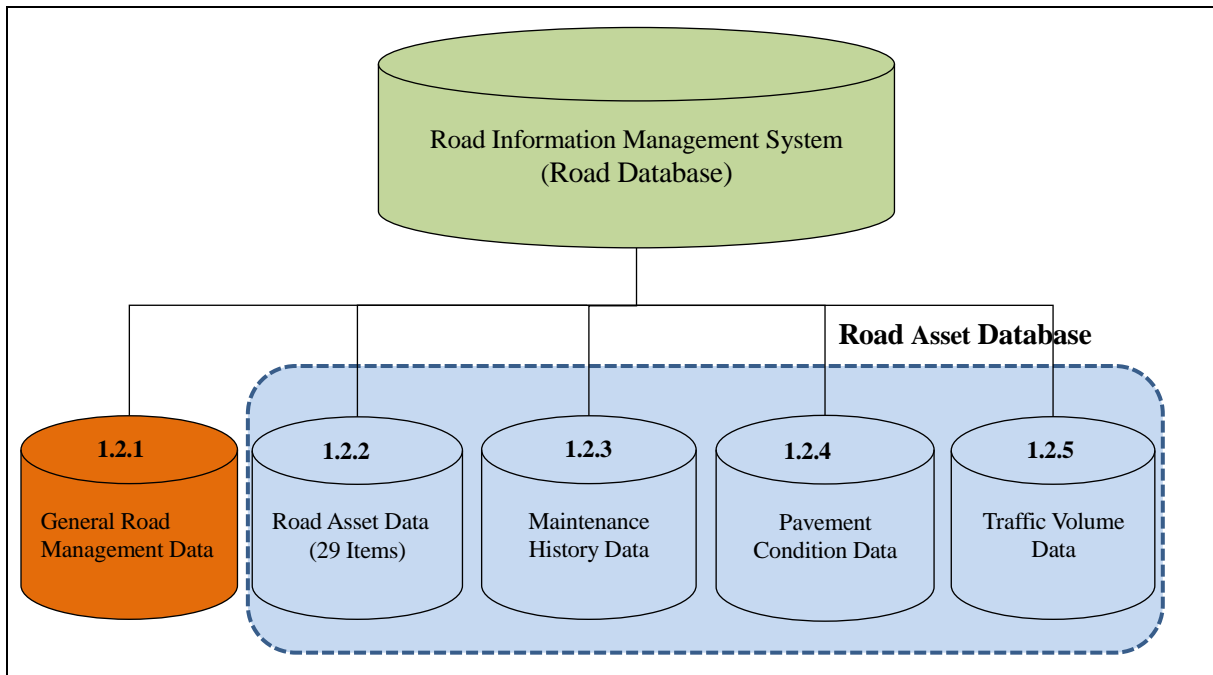 Road Information Management System
(Road Database)
Road Asset Database
1.2.1
General Road
Management Data
1.2.2
Road Asset Data
(29 Items)
1.2.3
Maintenance
History Data
1.2.4
Pavement
Condition Data
1.2.5
Traffic Volume
Data